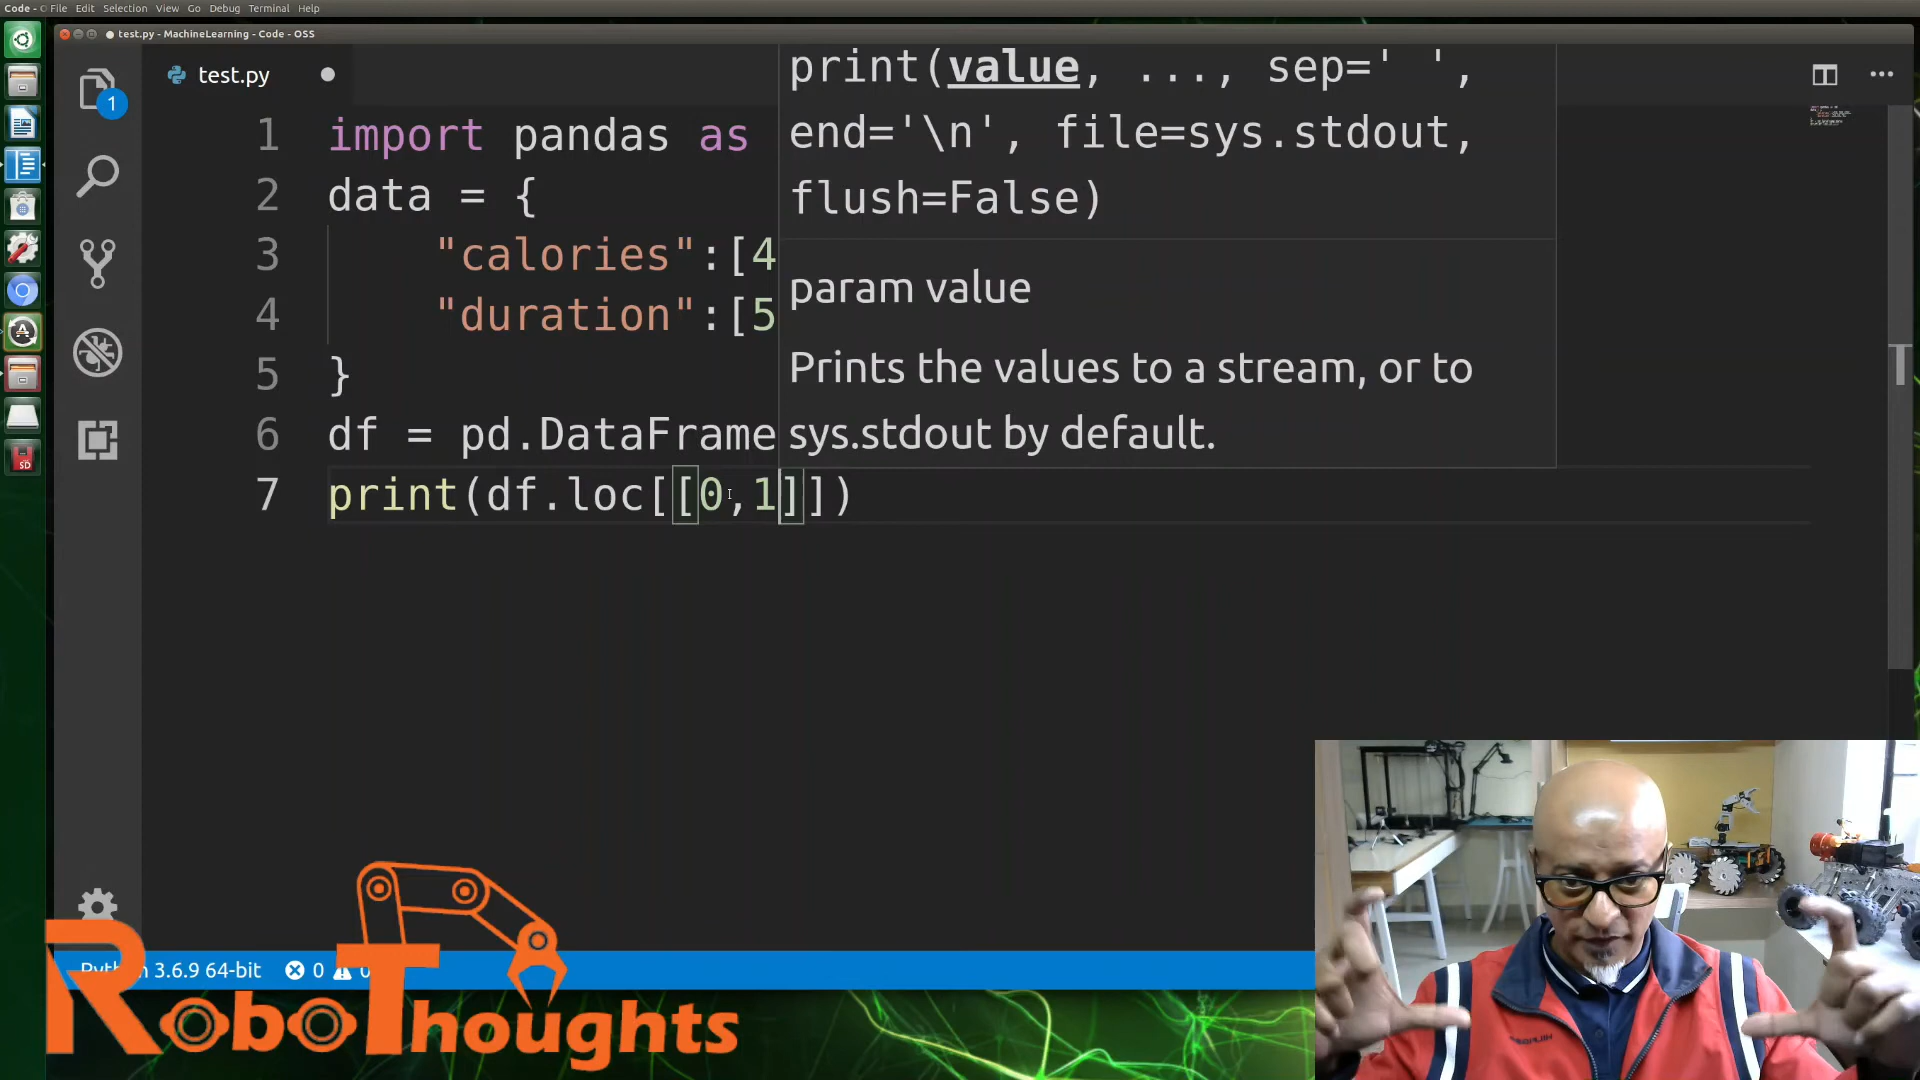 Code - File Edit Selection View Go Debug Terminal Help
test.py - MachineLearning - Code - OSS
1
test.py
1 import pandas as
2 data = {
3 "calories":[4
4 "duration":[5
5 }
6 df = pd.DataFrame
7 print(df.loc[[0,1]])
print(value, ..., sep=' ',
end='\n', file=sys.stdout,
flush=False)
param value
Prints the values to a stream, or to
sys.stdout by default.
SD
Python 3.6.9 64-bit 0
RoboThoughts